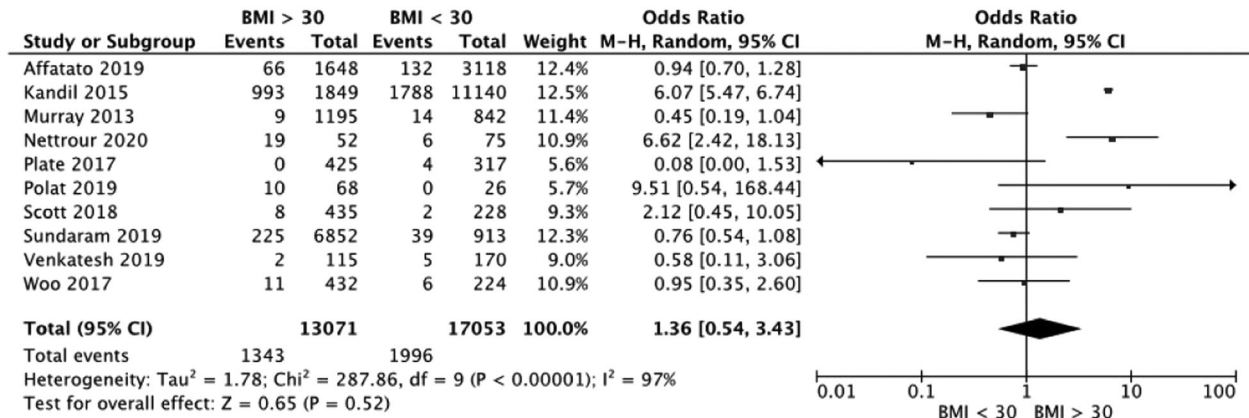 BMI > 30 BMI < 30 Odds Ratio Odds Ratio
Study or Subgroup Events Total Events Total Weight M-H, Random, 95% CI M-H, Random, 95% CI
Affatato 2019 66 1648 132 3118 12.4% 0.94 [0.70, 1.28]
Kandil 2015 993 1849 1788 11140 12.5% 6.07 [5.47, 6.74]
Murray 2013 9 1195 14 842 11.4% 0.45 [0.19, 1.04]
Nettrour 2020 19 52 6 75 10.9% 6.62 [2.42, 18.13]
Plate 2017 0 425 4 317 5.6% 0.08 [0.00, 1.53]
Polat 2019 10 68 0 26 5.7% 9.51 [0.54, 168.44]
Scott 2018 8 435 2 228 9.3% 2.12 [0.45, 10.05]
Sundaram 2019 225 6852 39 913 12.3% 0.76 [0.54, 1.08]
Venkatesh 2019 2 115 5 170 9.0% 0.58 [0.11, 3.06]
Woo 2017 11 432 6 224 10.9% 0.95 [0.35, 2.60]
Total (95% CI) 13071 17053 100.0% 1.36 [0.54, 3.43]
Total events 1343 1996
Heterogeneity: Tau² = 1.78; Chi² = 287.86, df = 9 (P < 0.00001); I² = 97%
Test for overall effect: Z = 0.65 (P = 0.52)
0.01 0.1 1 10 100
BMI < 30 BMI > 30